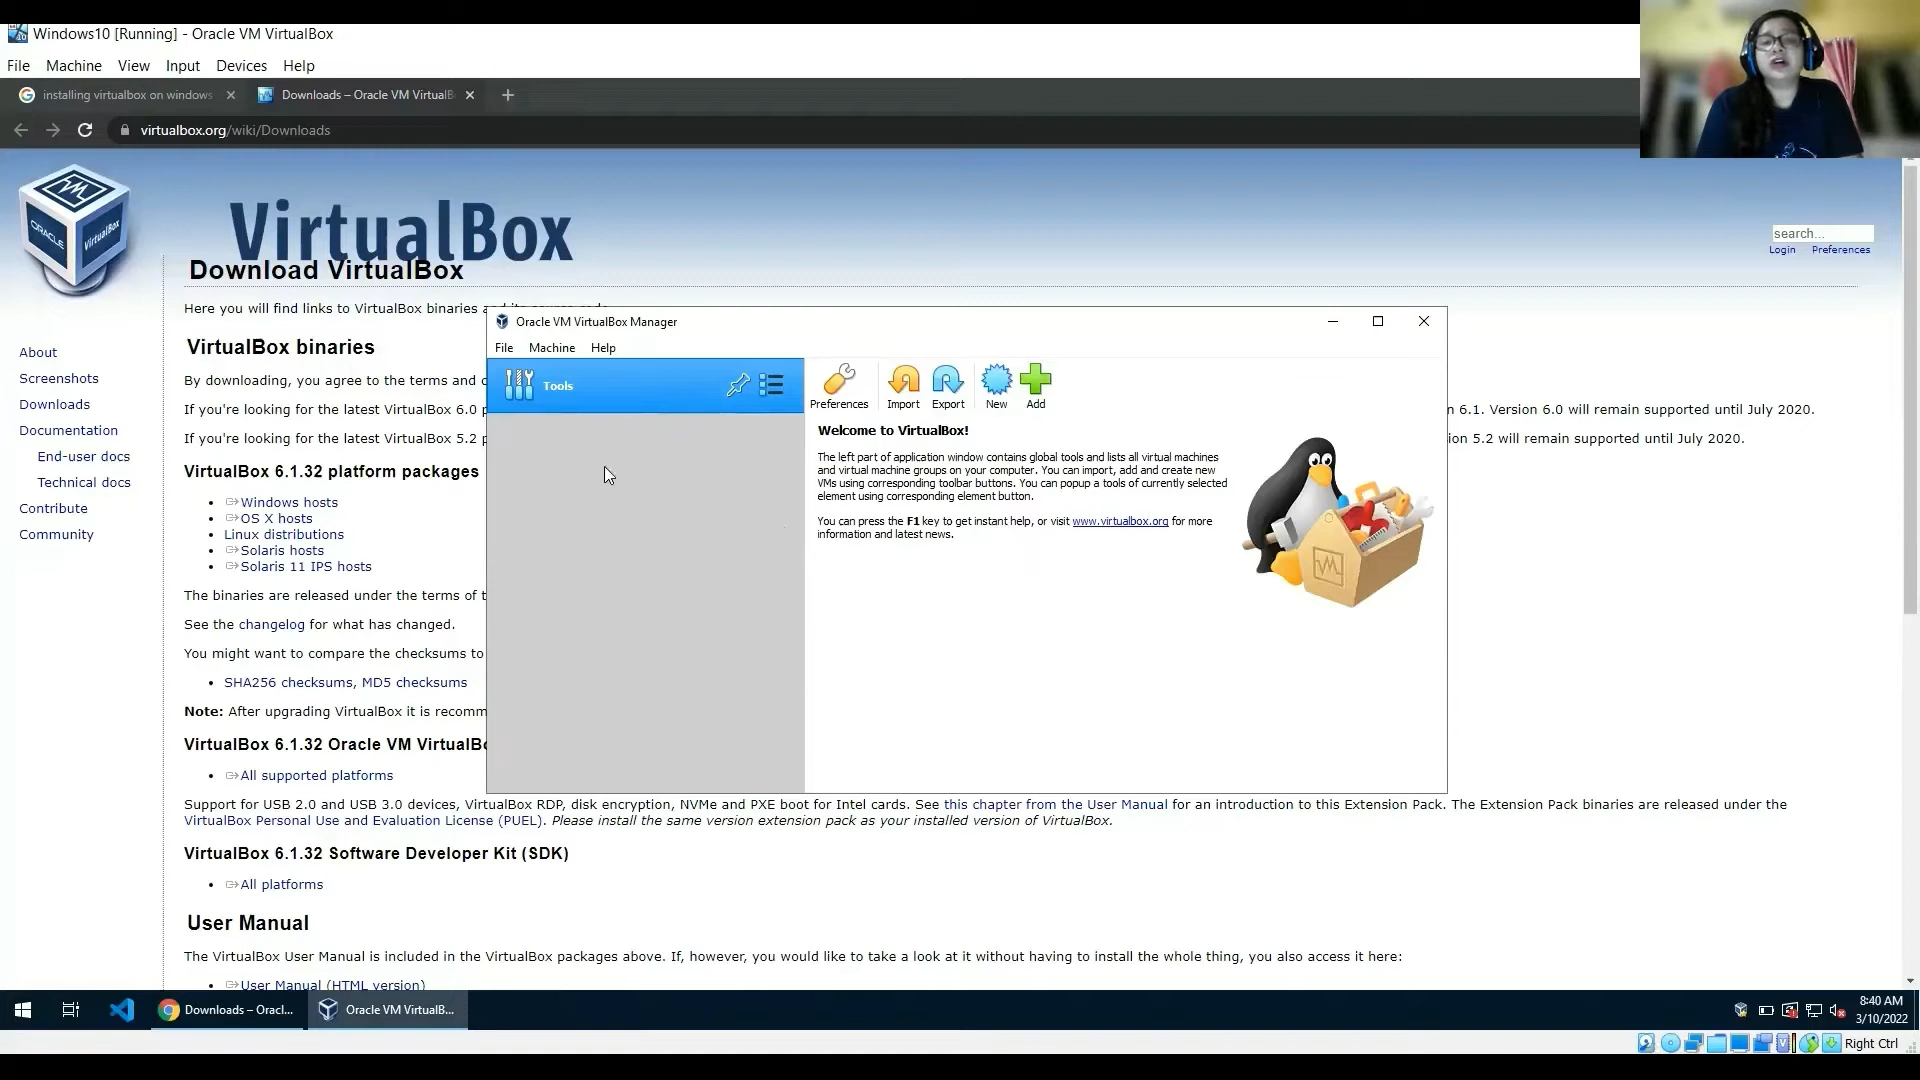 Windows10 [Running] - Oracle VM VirtualBox
File Machine View Input Devices Help
installing virtualbox on windows
Downloads – Oracle VM VirtualB
virtualbox.org/wiki/Downloads
ORACLE
VirtualBox
VirtualBox
search...
Login Preferences
Download VirtualBox
Here you will find links to VirtualBox binaries and its source code.
About
Screenshots
Downloads
Documentation
End-user docs
Technical docs
Contribute
Community
VirtualBox binaries
By downloading, you agree to the terms and c
If you're looking for the latest VirtualBox 6.0 p
n 6.1. Version 6.0 will remain supported until July 2020.
If you're looking for the latest VirtualBox 5.2 p
ion 5.2 will remain supported until July 2020.
VirtualBox 6.1.32 platform packages
Windows hosts
OS X hosts
Linux distributions
Solaris hosts
Solaris 11 IPS hosts
The binaries are released under the terms of t
See the changelog for what has changed.
You might want to compare the checksums to
SHA256 checksums, MD5 checksums
Note: After upgrading VirtualBox it is recomm
VirtualBox 6.1.32 Oracle VM VirtualBo
All supported platforms
Oracle VM VirtualBox Manager
File Machine Help
Tools
Preferences Import Export New Add
Welcome to VirtualBox!
The left part of application window contains global tools and lists all virtual machines
and virtual machine groups on your computer. You can import, add and create new
VMs using corresponding toolbar buttons. You can popup a tools of currently selected
element using corresponding element button.
You can press the F1 key to get instant help, or visit www.virtualbox.org for more
information and latest news.
Support for USB 2.0 and USB 3.0 devices, VirtualBox RDP, disk encryption, NVMe and PXE boot for Intel cards. See this chapter from the User Manual for an introduction to this Extension Pack. The Extension Pack binaries are released under the
VirtualBox Personal Use and Evaluation License (PUEL). Please install the same version extension pack as your installed version of VirtualBox.
VirtualBox 6.1.32 Software Developer Kit (SDK)
All platforms
User Manual
The VirtualBox User Manual is included in the VirtualBox packages above. If, however, you would like to take a look at it without having to install the whole thing, you also access it here:
User Manual (HTML version)
Downloads – Oracl...
Oracle VM VirtualB...
8:40 AM
3/10/2022
Right Ctrl